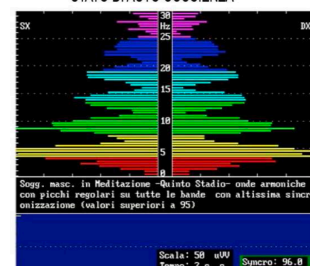 SX
30
Hz
25
DX
20
15
10
5
0
Sogg. masc. in Meditazione -Quinto Stadio- onde armoniche
con picchi regolari su tutte le bande con altissima sincr
onizzazione (valori superiori a 95)
Scala: 50 uVV
Syncro: 96.0